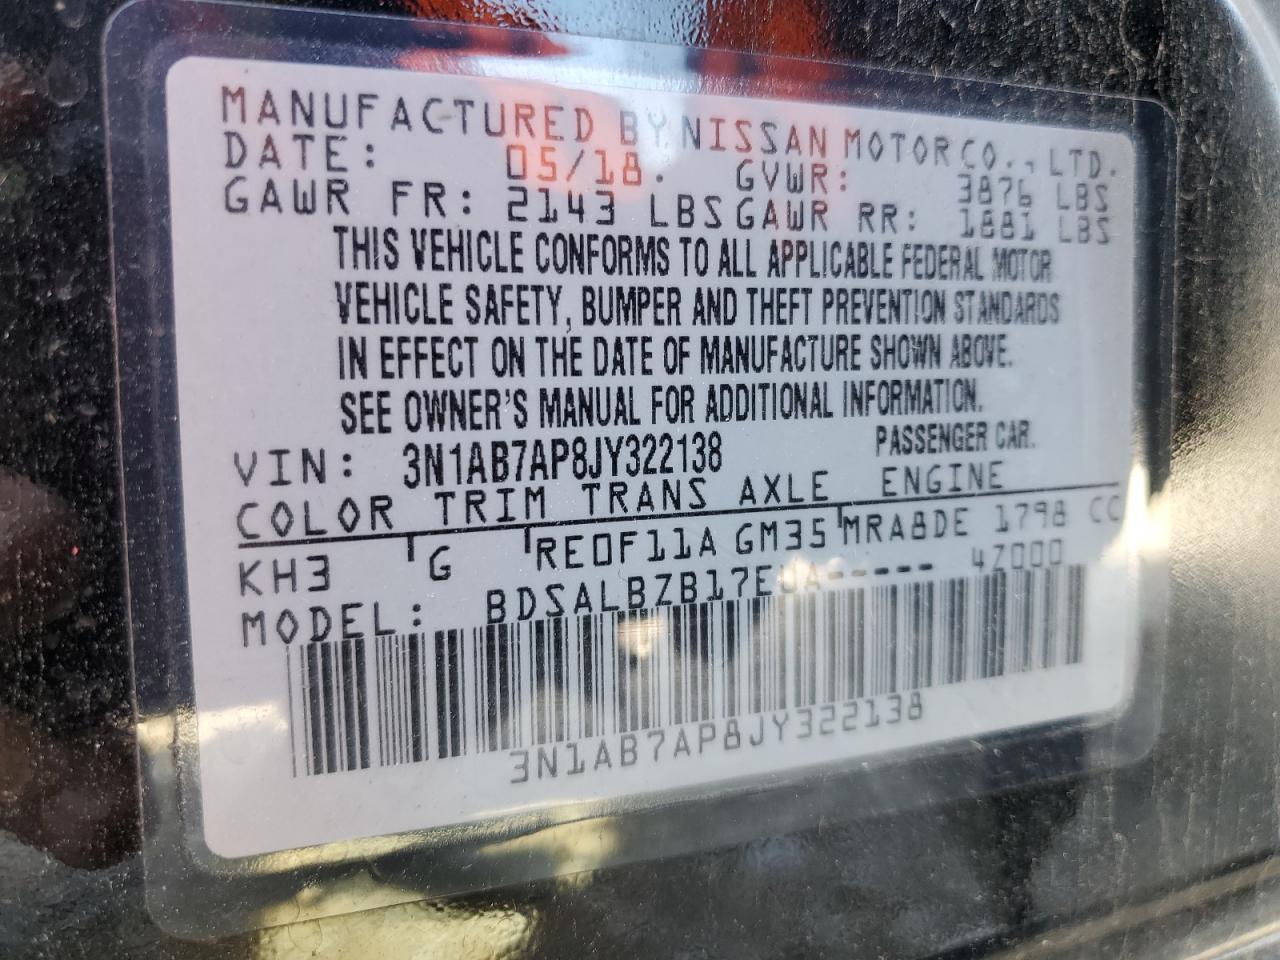 MANUFACTURED BY NISSAN MOTOR CO., LTD.
DATE: 05/18. GVWR: 3876 LBS
GAWR FR: 2143 LBS GAWR RR: 1881 LBS
THIS VEHICLE CONFORMS TO ALL APPLICABLE FEDERAL MOTOR
VEHICLE SAFETY, BUMPER AND THEFT PREVENTION STANDARDS
IN EFFECT ON THE DATE OF MANUFACTURE SHOWN ABOVE.
SEE OWNER'S MANUAL FOR ADDITIONAL INFORMATION.
VIN: 3N1AB7AP8JY322138 PASSENGER CAR.
COLOR TRIM TRANS AXLE ENGINE
KH3 G RE0F11A GM35 MRA8DE 1798 CC
MODEL: BDSALBZB17EUA----- 4Z000
3N1AB7AP8JY322138